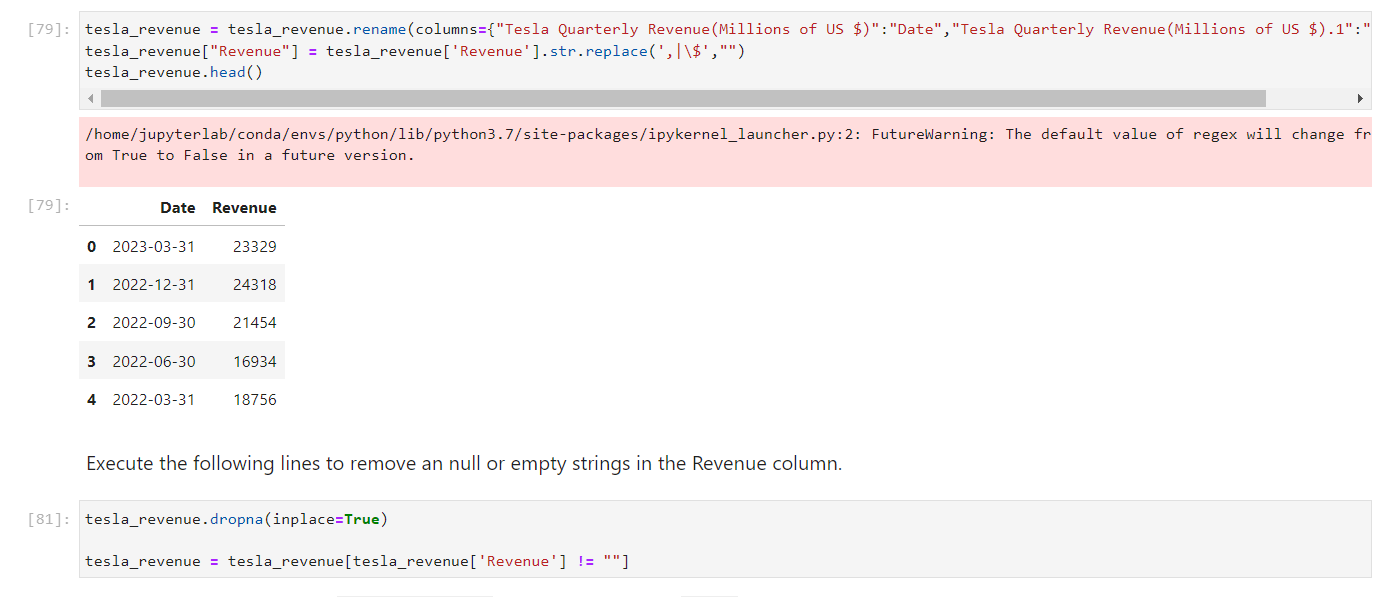 [79]: tesla_revenue = tesla_revenue.rename(columns={"Tesla Quarterly Revenue(Millions of US $)":"Date","Tesla Quarterly Revenue(Millions of US $).1":"
tesla_revenue["Revenue"] = tesla_revenue['Revenue'].str.replace(',|\$',"")
tesla_revenue.head()
/home/jupyterlab/conda/envs/python/lib/python3.7/site-packages/ipykernel_launcher.py:2: FutureWarning: The default value of regex will change fr
om True to False in a future version.
[79]: Date Revenue
0 2023-03-31 23329
1 2022-12-31 24318
2 2022-09-30 21454
3 2022-06-30 16934
4 2022-03-31 18756
Execute the following lines to remove an null or empty strings in the Revenue column.
[81]: tesla_revenue.dropna(inplace=True)
tesla_revenue = tesla_revenue[tesla_revenue['Revenue'] != ""]